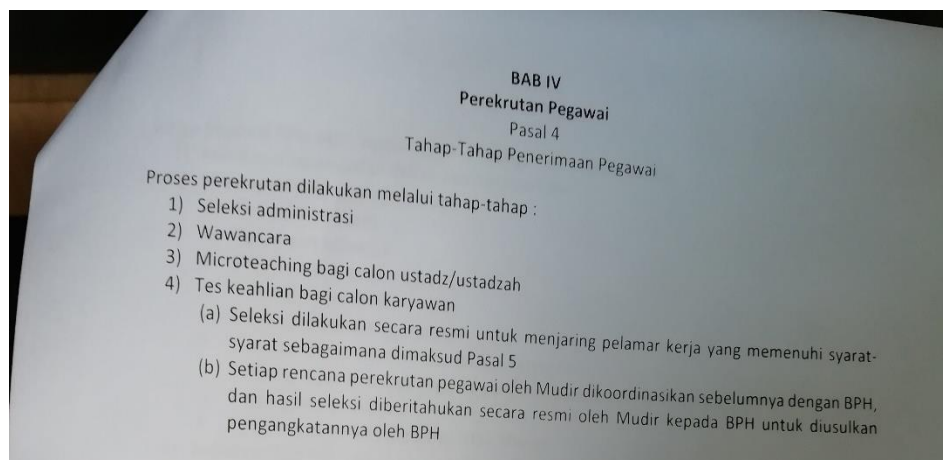 BAB IV
Perekrutan Pegawai
Pasal 4
Tahap-Tahap Penerimaan Pegawai
Proses perekrutan dilakukan melalui tahap-tahap :
1) Seleksi administrasi
2) Wawancara
3) Microteaching bagi calon ustadz/ustadzah
4) Tes keahlian bagi calon karyawan
(a) Seleksi dilakukan secara resmi untuk menjaring pelamar kerja yang memenuhi syarat-
syarat sebagaimana dimaksud Pasal 5
(b) Setiap rencana perekrutan pegawai oleh Mudir dikoordinasikan sebelumnya dengan BPH,
dan hasil seleksi diberitahukan secara resmi oleh Mudir kepada BPH untuk diusulkan
pengangkatannya oleh BPH